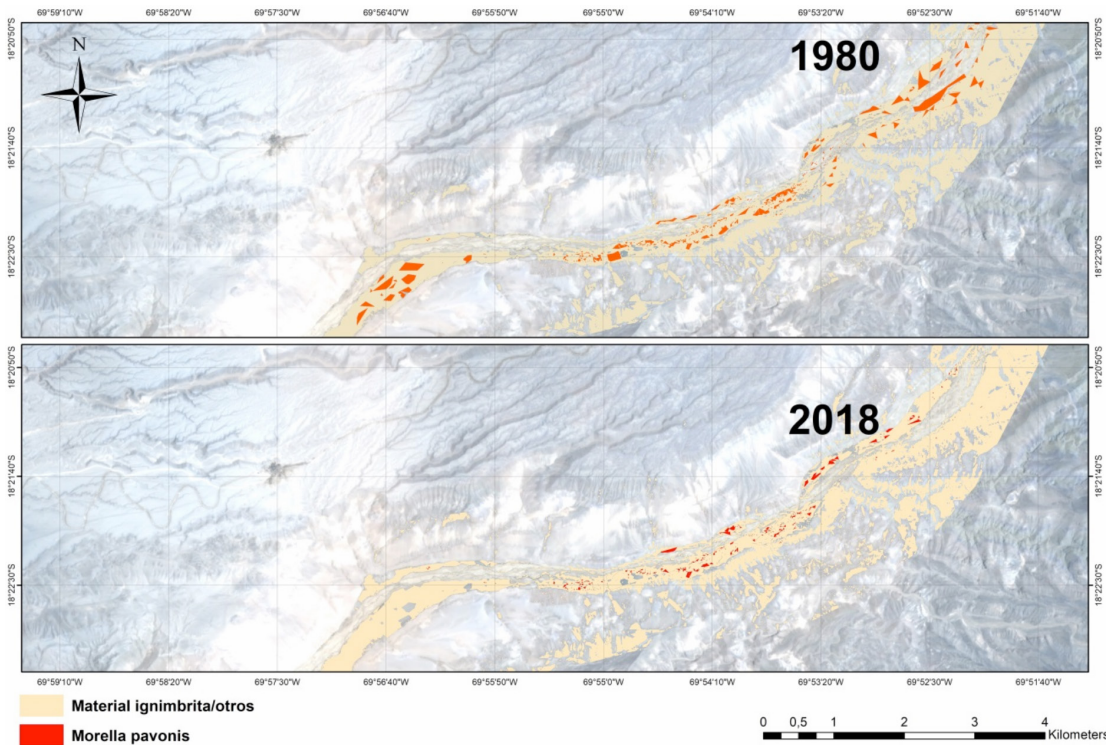 69°59'10"W 69°58'20"W 69°57'30"W 69°56'40"W 69°55'50"W 69°55'0"W 69°54'10"W 69°53'20"W 69°52'30"W 69°51'40"W
N
1980
18°20'50"S 18°20'50"S
18°21'40"S 18°21'40"S
18°22'30"S 18°22'30"S
2018
18°20'50"S 18°20'50"S
18°21'40"S 18°21'40"S
18°22'30"S 18°22'30"S
69°59'10"W 69°58'20"W 69°57'30"W 69°56'40"W 69°55'50"W 69°55'0"W 69°54'10"W 69°53'20"W 69°52'30"W 69°51'40"W
Material ignimbrita/otros
Morella pavonis
0 0,5 1 2 3 4
Kilometers